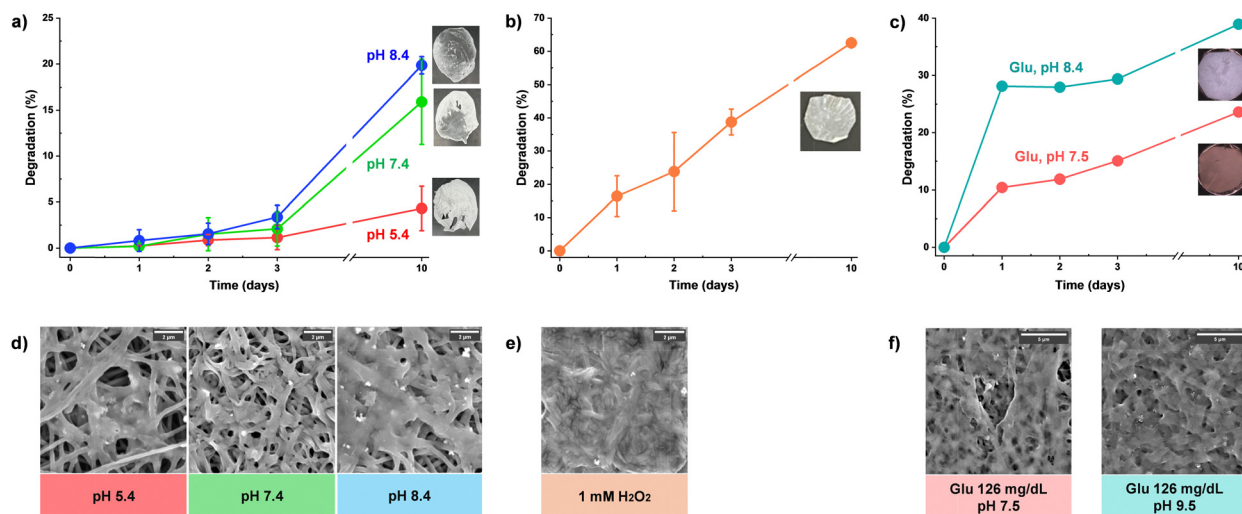 a)
Degradation (%)
25
20
15
10
5
0
pH 8.4
pH 7.4
pH 5.4
0
1
2
3
10
Time (days)
b)
Degradation (%)
70
60
50
40
30
20
10
0
0
1
2
3
10
Time (days)
c)
Degradation (%)
40
30
20
10
0
Glu, pH 8.4
Glu, pH 7.5
0
1
2
3
10
Time (days)
d)
2 μm
2 μm
2 μm
pH 5.4
pH 7.4
pH 8.4
e)
2 μm
1 mM H2O2
f)
5 μm
5 μm
Glu 126 mg/dL
pH 7.5
Glu 126 mg/dL
pH 9.5